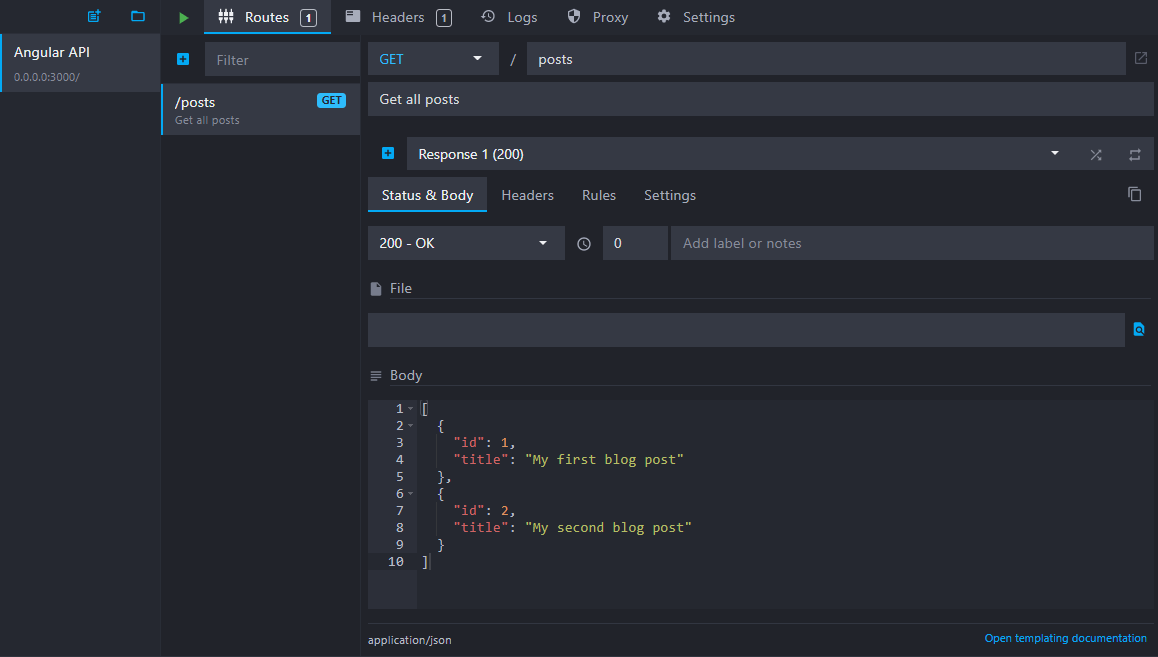 Routes 1 Headers 1 Logs Proxy Settings
Angular API
0.0.0.0:3000/
Filter
/posts GET
Get all posts
GET / posts
Get all posts
Response 1 (200)
Status & Body Headers Rules Settings
200 - OK 0 Add label or notes
File
Body
1 [
2 {
3 "id": 1,
4 "title": "My first blog post"
5 },
6 {
7 "id": 2,
8 "title": "My second blog post"
9 }
10 ]
application/json Open templating documentation